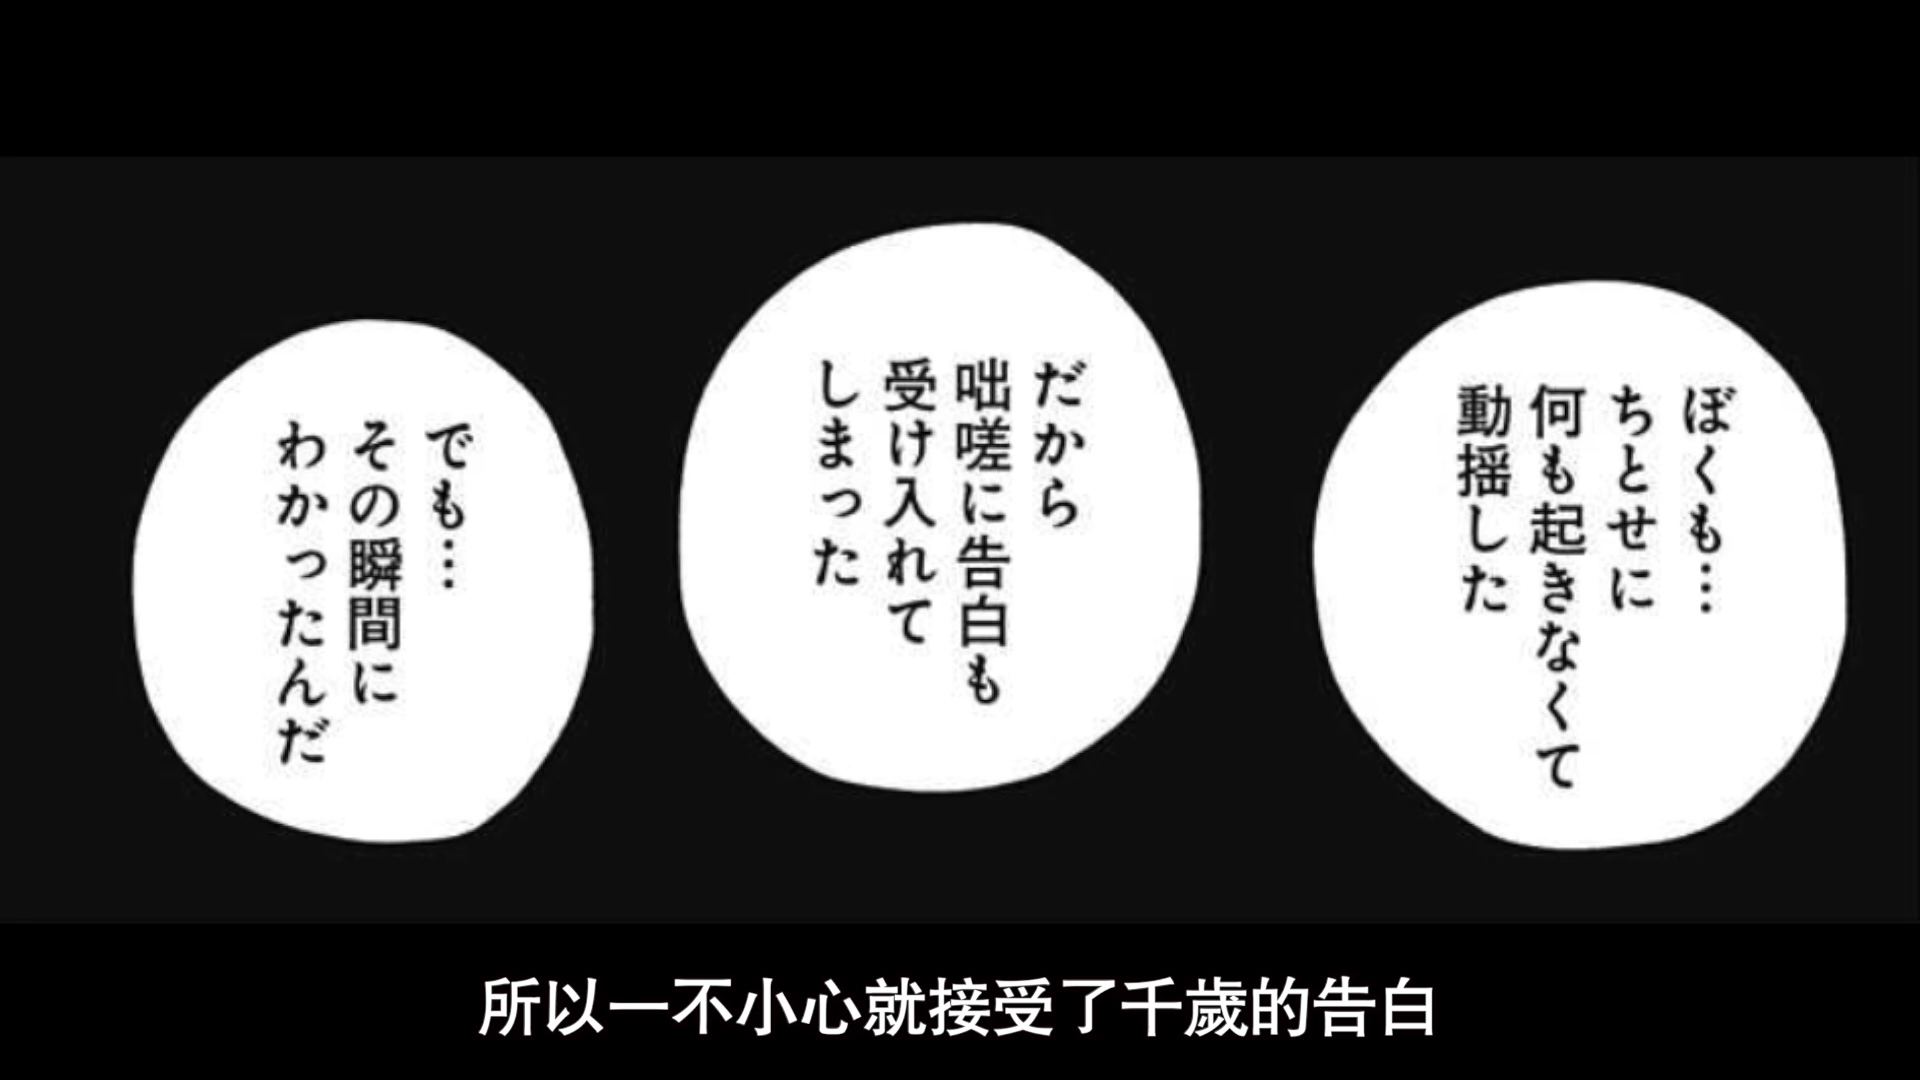 ぼくも…
ちとせに
何も起きなくて
動揺した
だから
咄嗟に告白も
受け入れて
しまった
でも…
その瞬間に
わかったんだ
所以一不小心就接受了千歲的告白